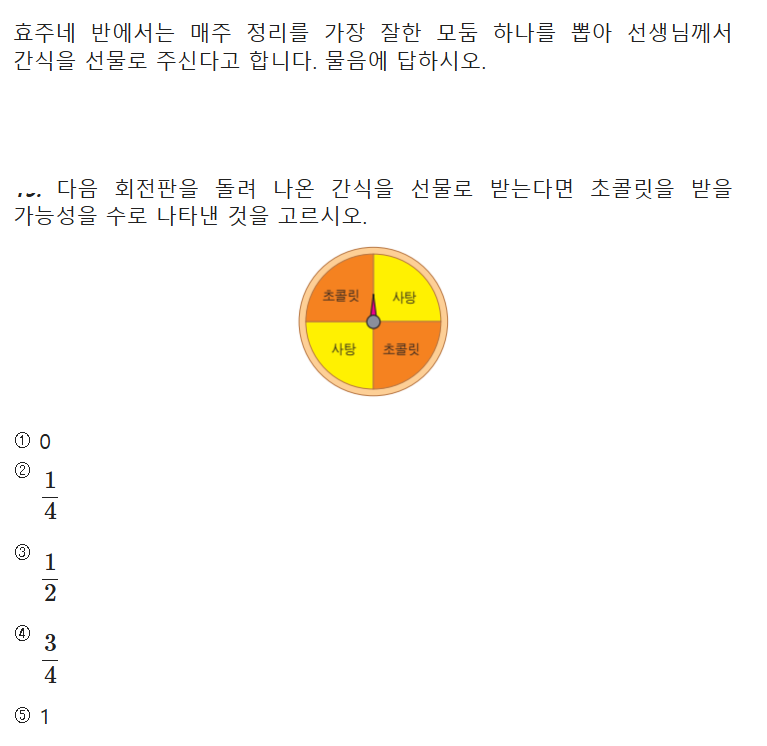 효주네 반에서는 매주 정리를 가장 잘한 모둠 하나를 뽑아 선생님께서
간식을 선물로 주신다고 합니다. 물음에 답하시오.
다음 회전판을 돌려 나온 간식을 선물로 받는다면 초콜릿을 받을
가능성을 수로 나타낸 것을 고르시오.
초콜릿 사탕
사탕 초콜릿
① 0
② 1/4
③ 1/2
④ 3/4
⑤ 1